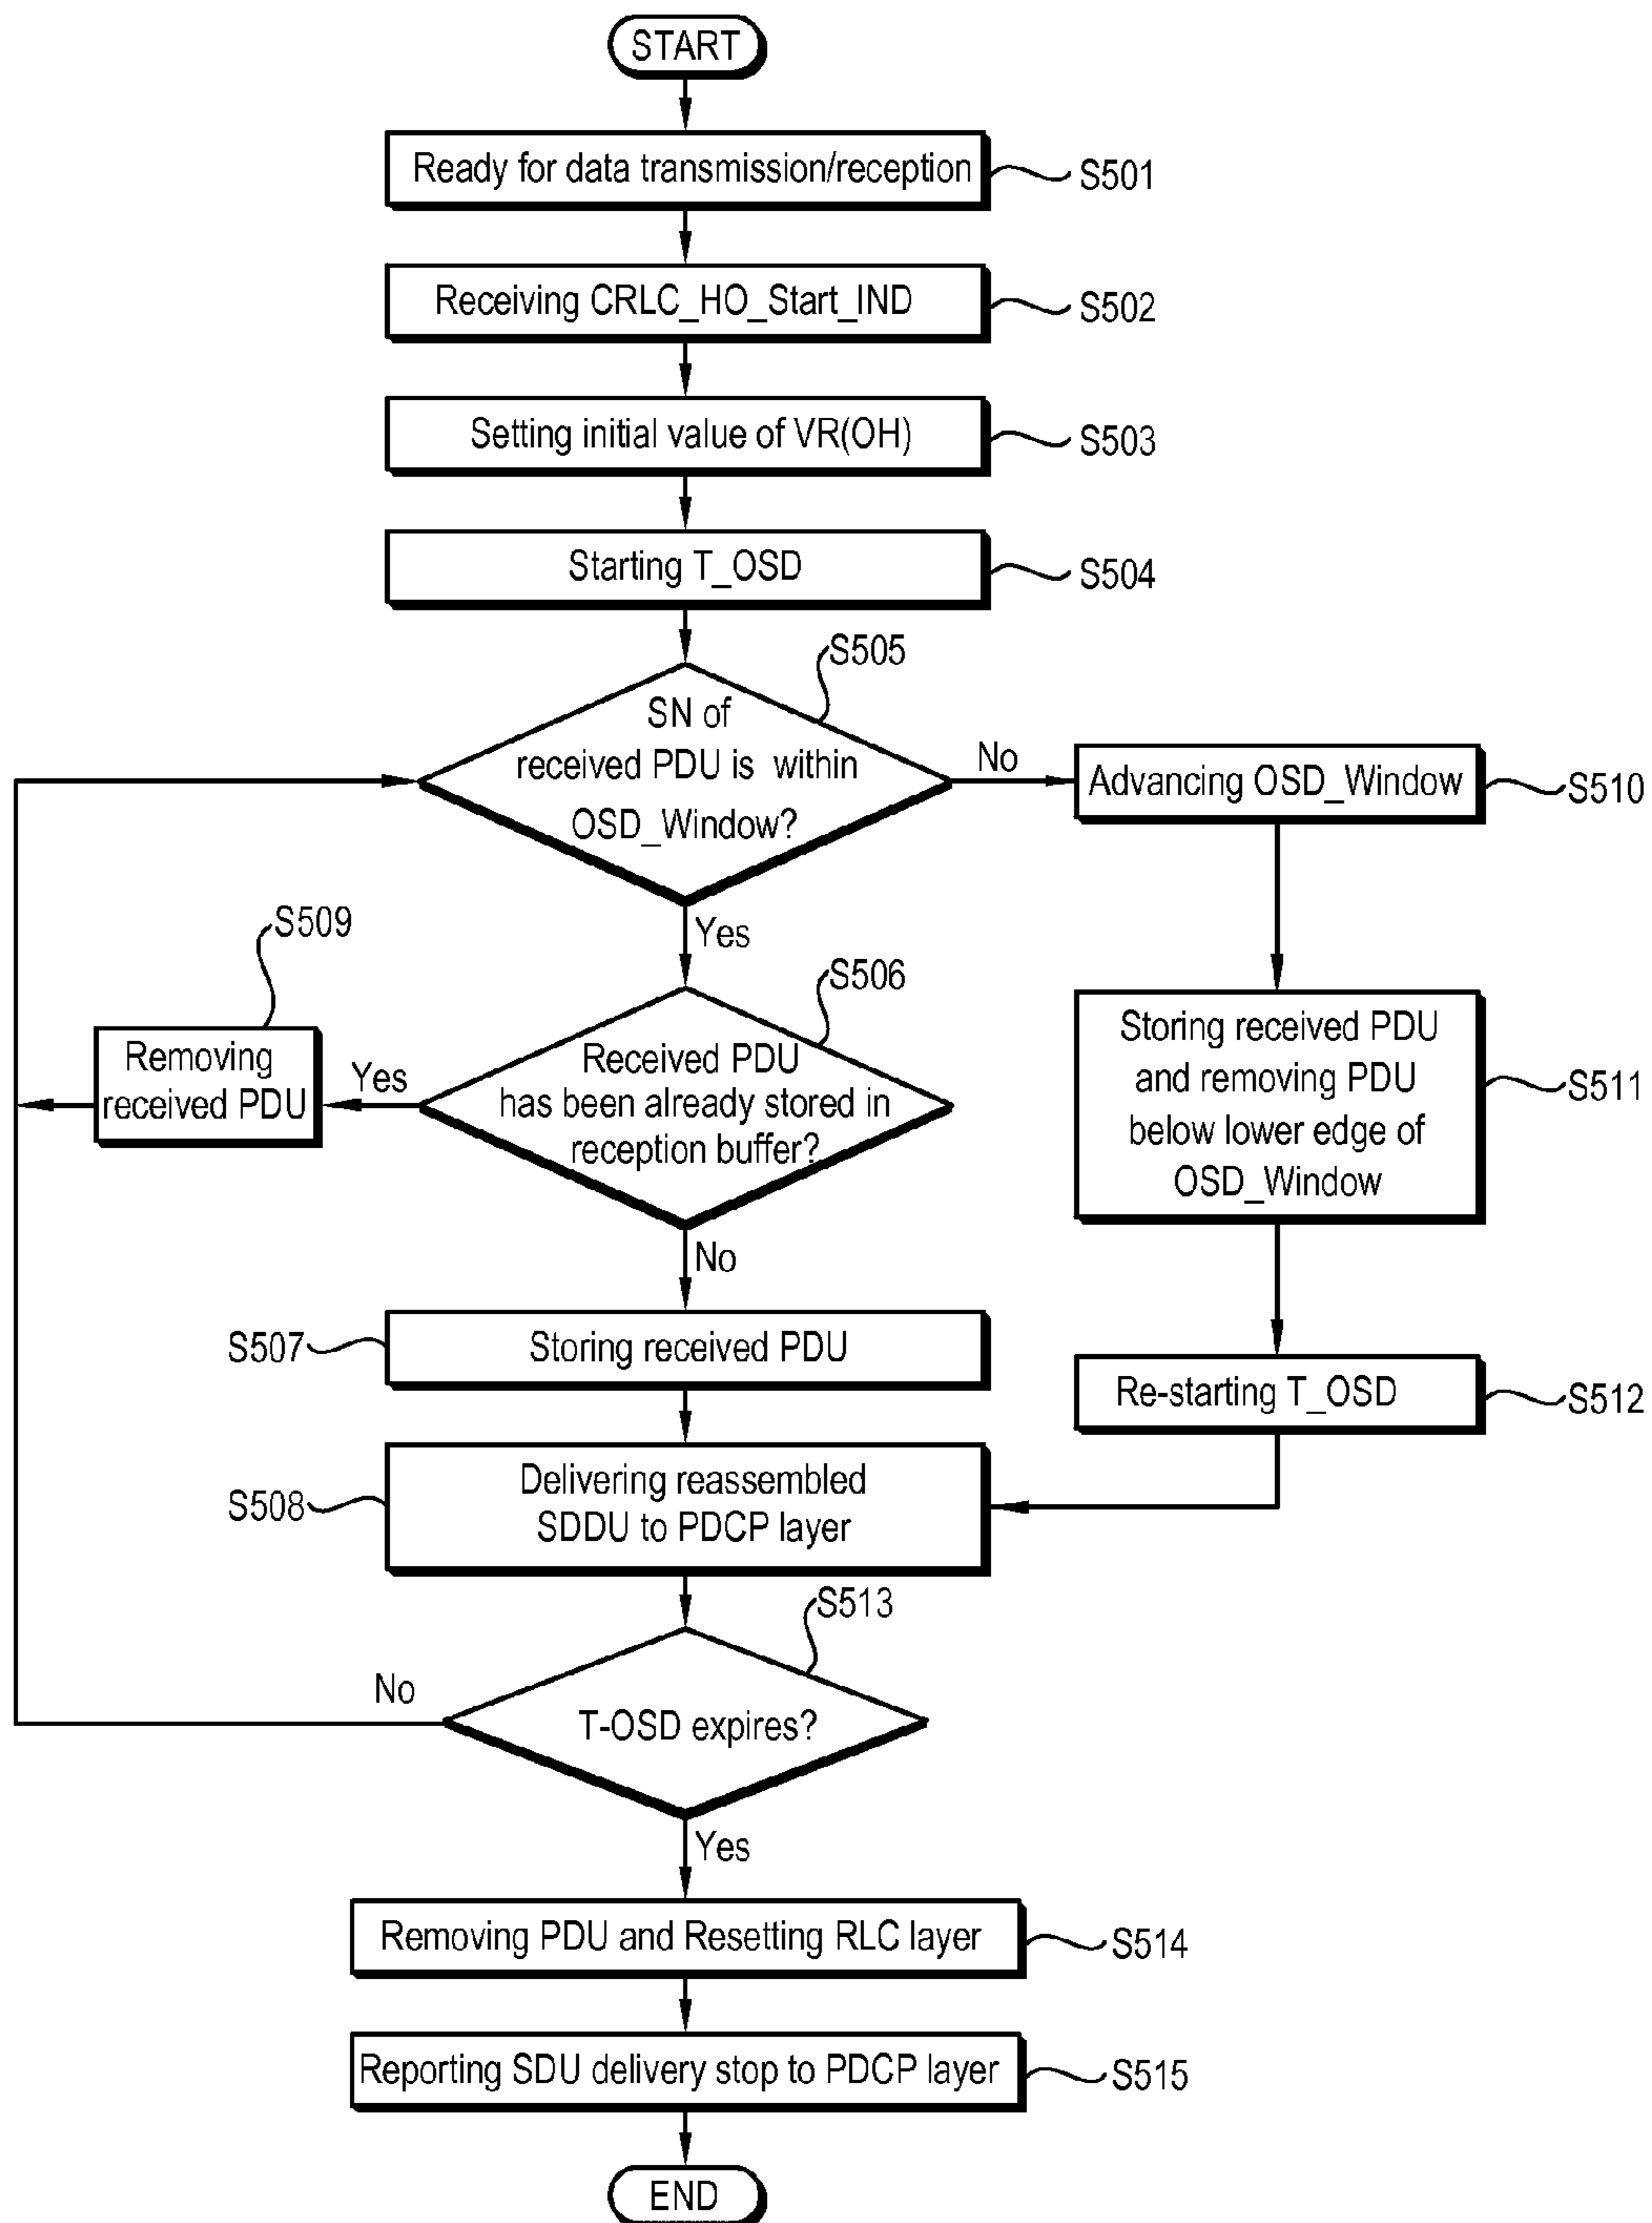 START
Ready for data transmission/reception
S501
Receiving CRLC_HO_Start_IND
S502
Setting initial value of VR(OH)
S503
Starting T_OSD
S504
S505
SN of
received PDU is within
OSD_Window?
No
Advancing OSD_Window
S510
Yes
S509
S506
Removing
received PDU
Yes
Received PDU
has been already stored in
reception buffer?
Storing received PDU
and removing PDU
below lower edge of
OSD_Window
S511
No
S507
Storing received PDU
Re-starting T_OSD
S512
S508
Delivering reassembled
SDDU to PDCP layer
S513
No
T-OSD expires?
Yes
Removing PDU and Resetting RLC layer
S514
Reporting SDU delivery stop to PDCP layer
S515
END